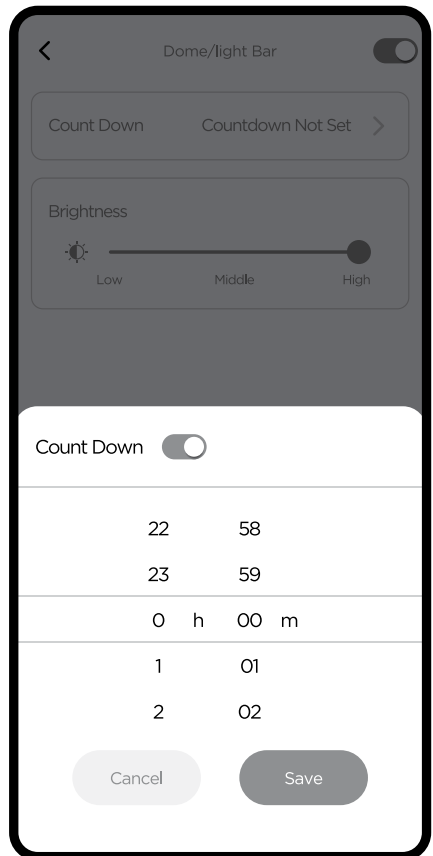 Dome/light Bar
Count Down Countdown Not Set
Brightness
Low Middle High
Count Down
22 58
23 59
0 h 00 m
1 01
2 02
Cancel Save